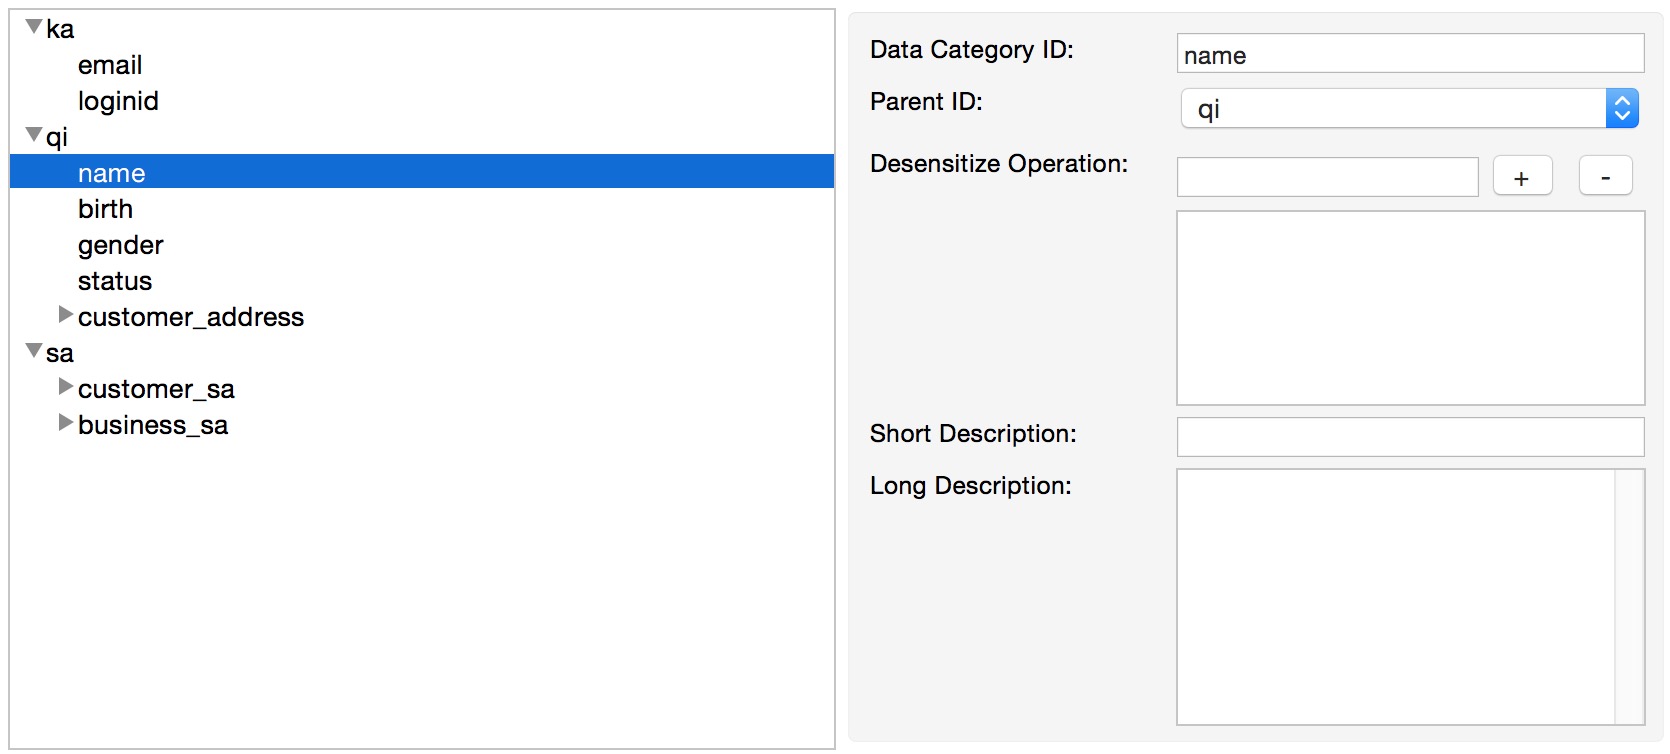 ka
email
loginid
qi
name
birth
gender
status
customer_address
sa
customer_sa
business_sa
Data Category ID: name
Parent ID: qi
Desensitize Operation: + -
Short Description:
Long Description: